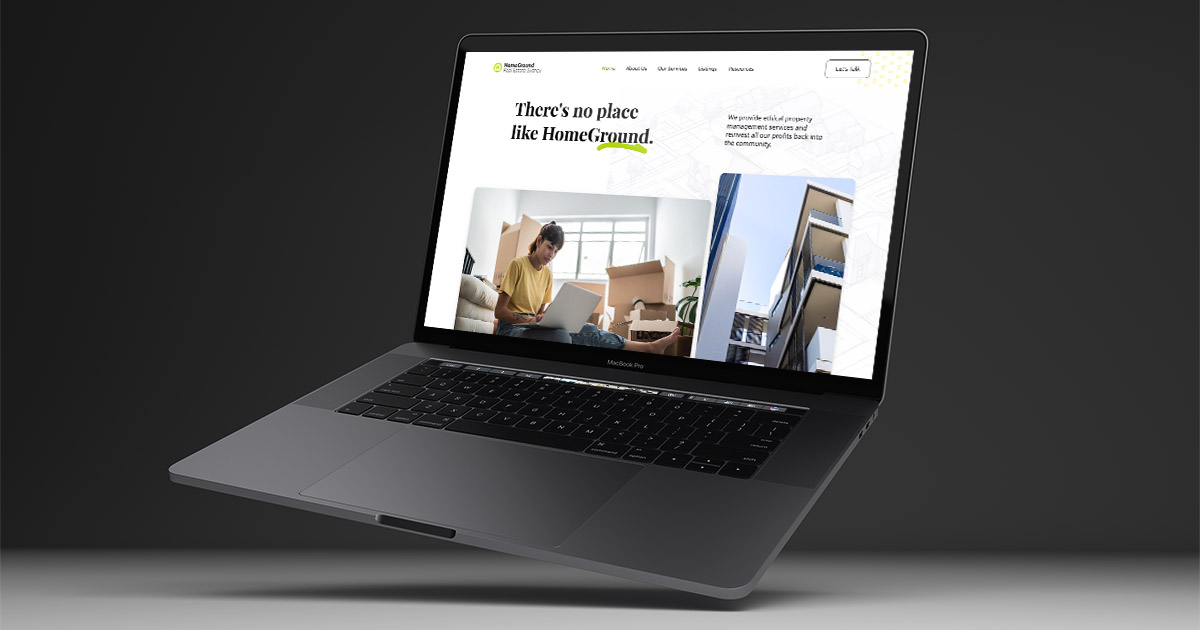 HomeGround
Real Estate Sydney
Home About Us Our Services Listings Resources
Let's Talk
There's no place
like HomeGround.
We provide ethical property
management services and
reinvest all our profits back into
the community.
MacBook Pro